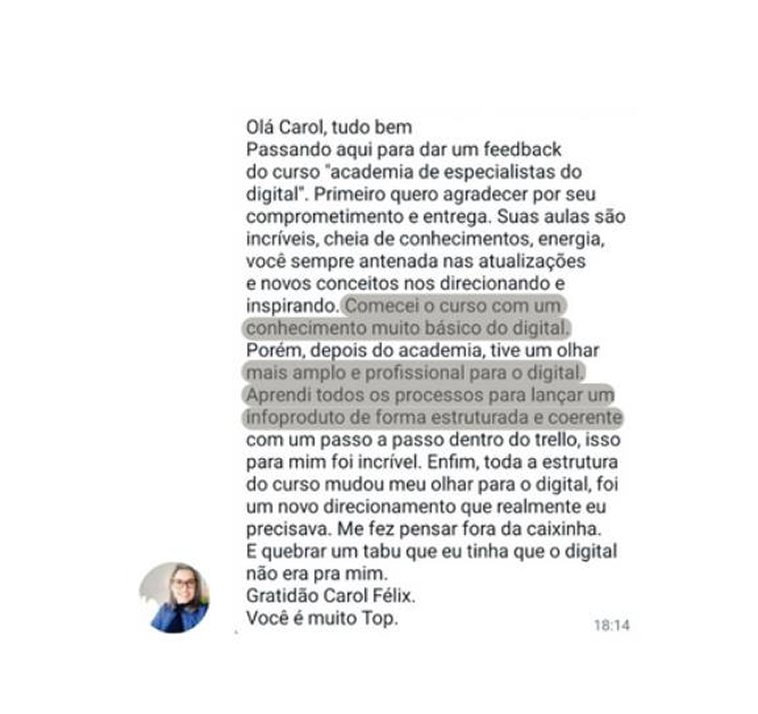 Olá Carol, tudo bem
Passando aqui para dar um feedback
do curso "academia de especialistas do
digital". Primeiro quero agradecer por seu
comprometimento e entrega. Suas aulas são
incríveis, cheia de conhecimentos, energia,
você sempre antenada nas atualizações
e novos conceitos nos direcionando e
inspirando. Comecei o curso com um
conhecimento muito básico do digital.
Porém, depois do academia, tive um olhar
mais amplo e profissional para o digital.
Aprendi todos os processos para lançar um
infoproduto de forma estruturada e coerente
com um passo a passo dentro do trello, isso
para mim foi incrível. Enfim, toda a estrutura
do curso mudou meu olhar para o digital, foi
um novo direcionamento que realmente eu
precisava. Me fez pensar fora da caixinha.
E quebrar um tabu que eu tinha que o digital
não era pra mim.
Gratidão Carol Félix.
Você é muito Top.
18:14